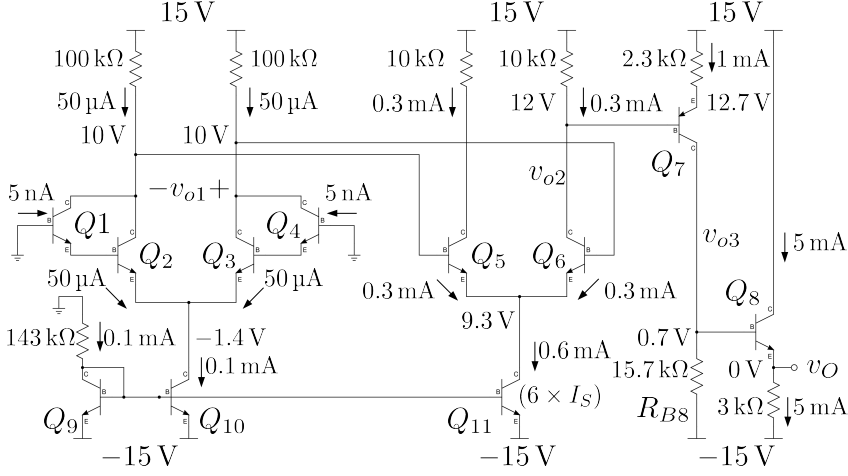 15 V 15 V 15 V
100 kΩ 100 kΩ 10 kΩ 10 kΩ 2.3 kΩ 1 mA
50 µA 50 µA 0.3 mA 12 V 0.3 mA E 12.7 V
10 V 10 V B C Q7
5 nA C −vo1+ C 5 nA vo2
B Q1 C C Q4 B C C
E B Q2 Q3 B E B Q5 Q6 B vo3 5 mA
E E E E
50 µA 50 µA 0.3 mA 0.3 mA Q8 C
143 kΩ 0.1 mA −1.4 V 9.3 V 0.7 V B
0.1 mA 0.6 mA E
C C C 15.7 kΩ 0 V vO
B B B (6 × IS)
Q9 E E Q10 Q11 E RB8 3 kΩ 5 mA
−15 V −15 V −15 V